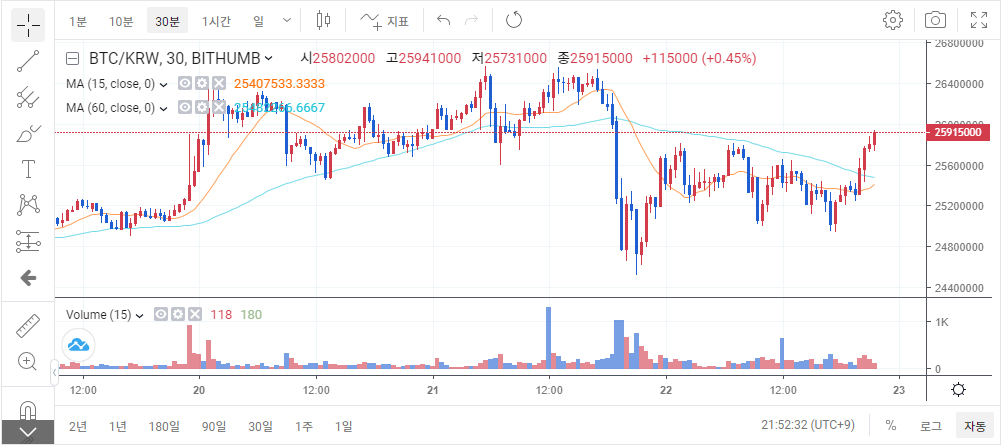 1분 10분 30분 1시간 일 지표
BTC/KRW, 30, BITHUMB 시25802000 고25941000 저25731000 종25915000 +115000 (+0.45%)
MA (15, close, 0) 25407533.3333
MA (60, close, 0)
26800000
26400000
25915000
25600000
25200000
24800000
24400000
Volume (15) 118 180
1K
0
12:00 20 12:00 21 12:00 22 12:00 23
2년 1년 180일 90일 30일 1주 1일 21:52:32 (UTC+9) % 로그 자동